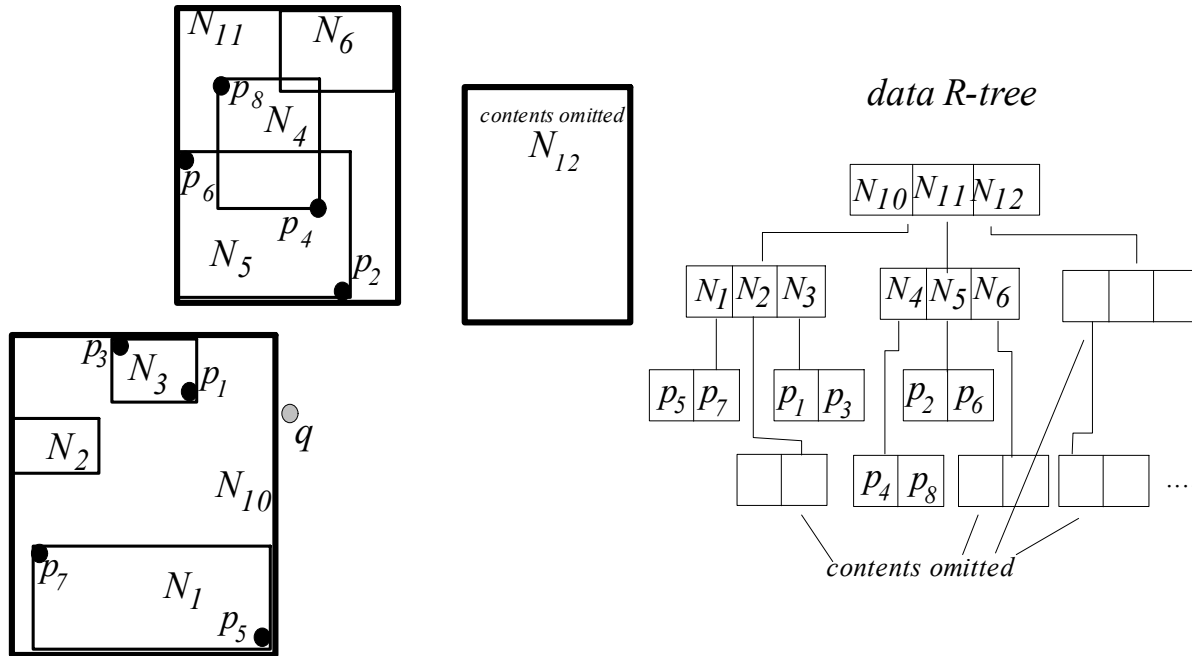 N11 N6
p8
N4
p6
p4
N5 p2
contents omitted
N12
p3 N3 p1
q
N2
N10
p7 N1
p5
data R-tree
N10 N11 N12
N1 N2 N3
N4 N5 N6
p5 p7
p1 p3
p2 p6
p4 p8
...
contents omitted